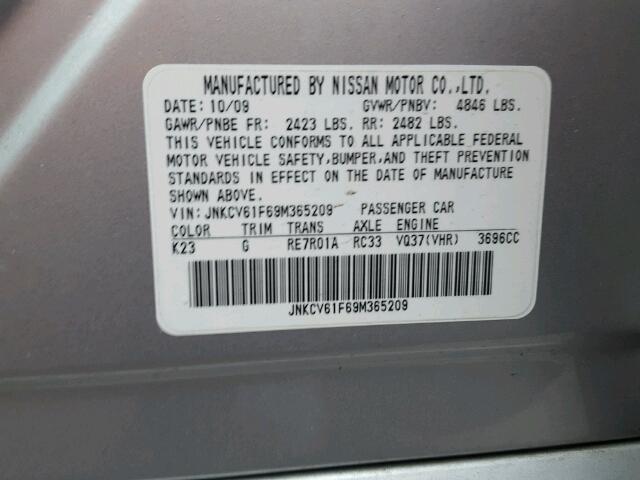 MANUFACTURED BY NISSAN MOTOR CO.,LTD.
DATE: 10/09 GVWR/PNBV: 4846 LBS.
GAWR/PNBE FR: 2423 LBS. RR: 2482 LBS.
THIS VEHICLE CONFORMS TO ALL APPLICABLE FEDERAL
MOTOR VEHICLE SAFETY,BUMPER,AND THEFT PREVENTION
STANDARDS IN EFFECT ON THE DATE OF MANUFACTURE
SHOWN ABOVE.
VIN: JNKCV61F69M365209 PASSENGER CAR
COLOR TRIM TRANS AXLE ENGINE
K23 G RE7R01A RC33 VQ37(VHR) 3696CC
JNKCV61F69M365209